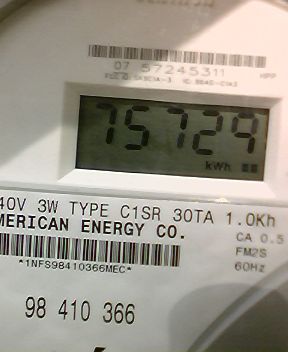 07 57245311 HPP
75729
kWh
40V 3W TYPE C1SR 30TA 1.0Kh
MERICAN ENERGY CO. CA 0.5
FM2S
*1NFS98410366MEC* 60Hz
98 410 366